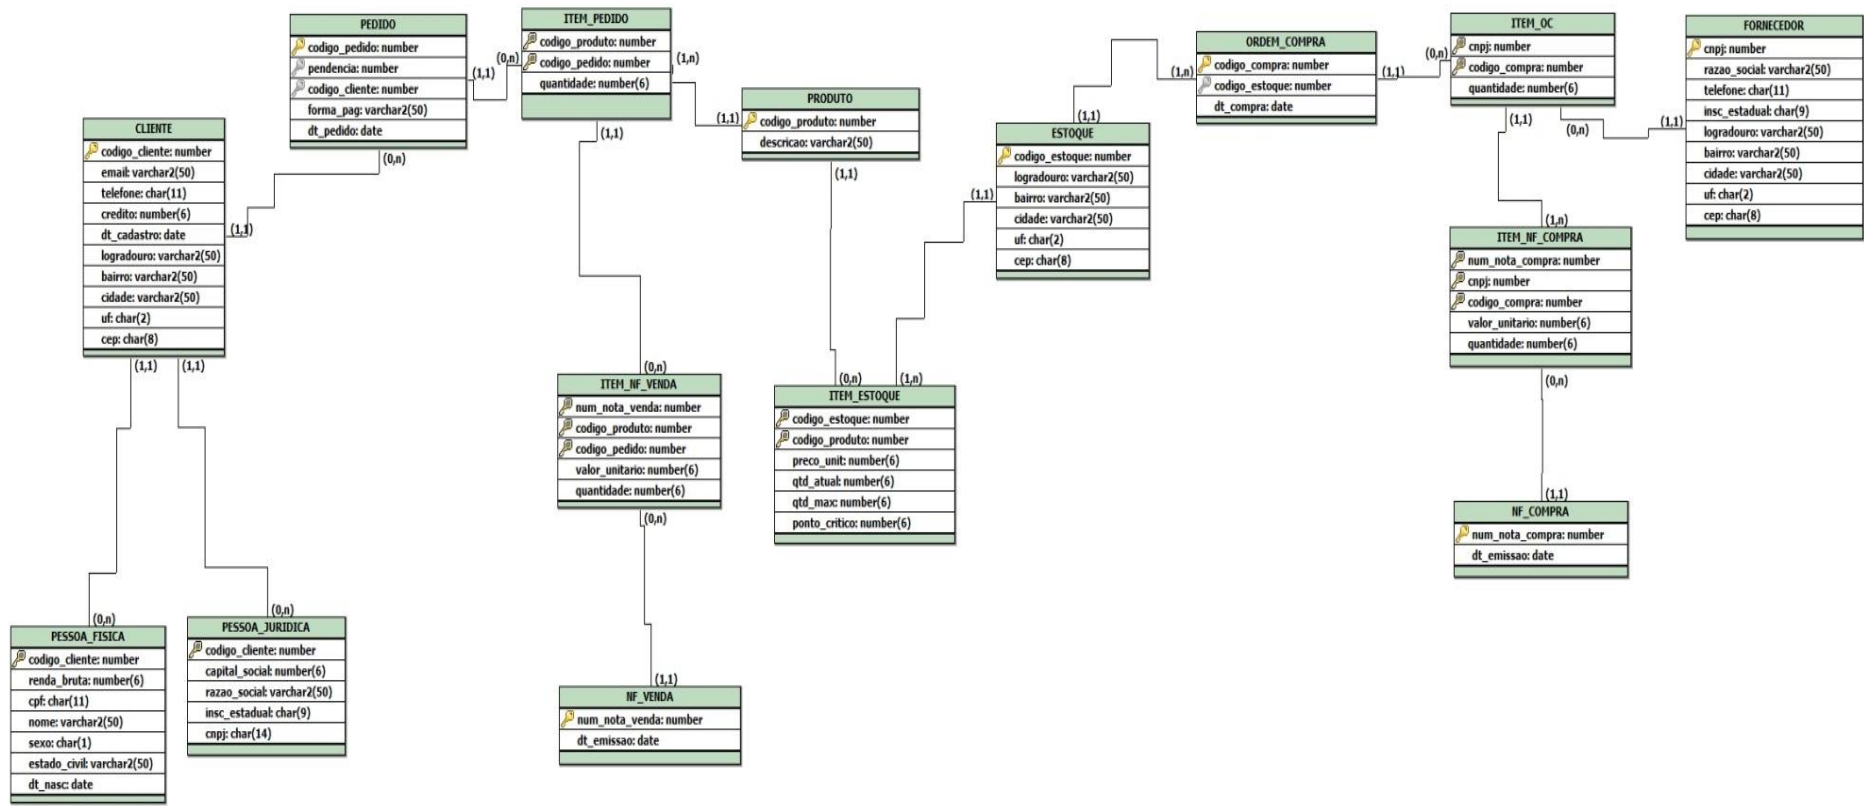 PEDIDO
codigo_pedido: number
pendencia: number
codigo_cliente: number
forma_pag: varchar2(50)
dt_pedido: date
(1,1)
(0,n)
(0,n)
ITEM_PEDIDO
codigo_produto: number
codigo_pedido: number
quantidade: number(6)
(1,n)
(1,1)
(1,1)
PRODUTO
codigo_produto: number
descricao: varchar2(50)
(1,1)
CLIENTE
codigo_cliente: number
email: varchar2(50)
telefone: char(11)
credito: number(6)
dt_cadastro: date
logradouro: varchar2(50)
bairro: varchar2(50)
cidade: varchar2(50)
uf: char(2)
cep: char(8)
(1,1)
(1,1)
(1,1)
ESTOQUE
codigo_estoque: number
logradouro: varchar2(50)
bairro: varchar2(50)
cidade: varchar2(50)
uf: char(2)
cep: char(8)
(1,1)
(1,1)
ORDEM_COMPRA
codigo_compra: number
codigo_estoque: number
dt_compra: date
(1,n)
(1,1)
ITEM_OC
cnpj: number
codigo_compra: number
quantidade: number(6)
(0,n)
(1,1)
(0,n)
FORNECEDOR
cnpj: number
razao_social: varchar2(50)
telefone: char(11)
insc_estadual: char(9)
logradouro: varchar2(50)
bairro: varchar2(50)
cidade: varchar2(50)
uf: char(2)
cep: char(8)
(1,1)
(1,n)
ITEM_NF_COMPRA
num_nota_compra: number
cnpj: number
codigo_compra: number
valor_unitario: number(6)
quantidade: number(6)
(0,n)
(0,n)
ITEM_NF_VENDA
num_nota_venda: number
codigo_produto: number
codigo_pedido: number
valor_unitario: number(6)
quantidade: number(6)
(0,n)
(0,n)
(1,n)
ITEM_ESTOQUE
codigo_estoque: number
codigo_produto: number
preco_unit: number(6)
qtd_atual: number(6)
qtd_max: number(6)
ponto_critico: number(6)
(1,1)
NF_COMPRA
num_nota_compra: number
dt_emissao: date
(0,n)
PESSOA_FISICA
codigo_cliente: number
renda_bruta: number(6)
cpf: char(11)
nome: varchar2(50)
sexo: char(1)
estado_civil: varchar2(50)
dt_nasc: date
(0,n)
PESSOA_JURIDICA
codigo_cliente: number
capital_social: number(6)
razao_social: varchar2(50)
insc_estadual: char(9)
cnpj: char(14)
(1,1)
NF_VENDA
num_nota_venda: number
dt_emissao: date